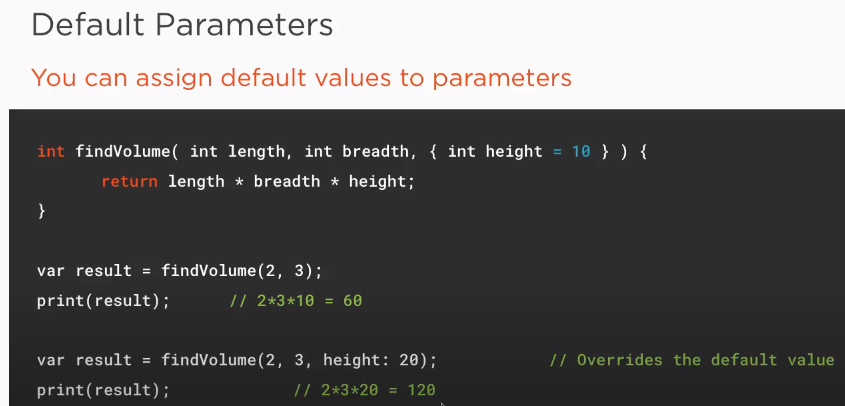 Default Parameters
You can assign default values to parameters
int findVolume( int length, int breadth, { int height = 10 } ) {
return length * breadth * height;
}
var result = findVolume(2, 3);
print(result); // 2*3*10 = 60
var result = findVolume(2, 3, height: 20); // Overrides the default value
print(result); // 2*3*20 = 120